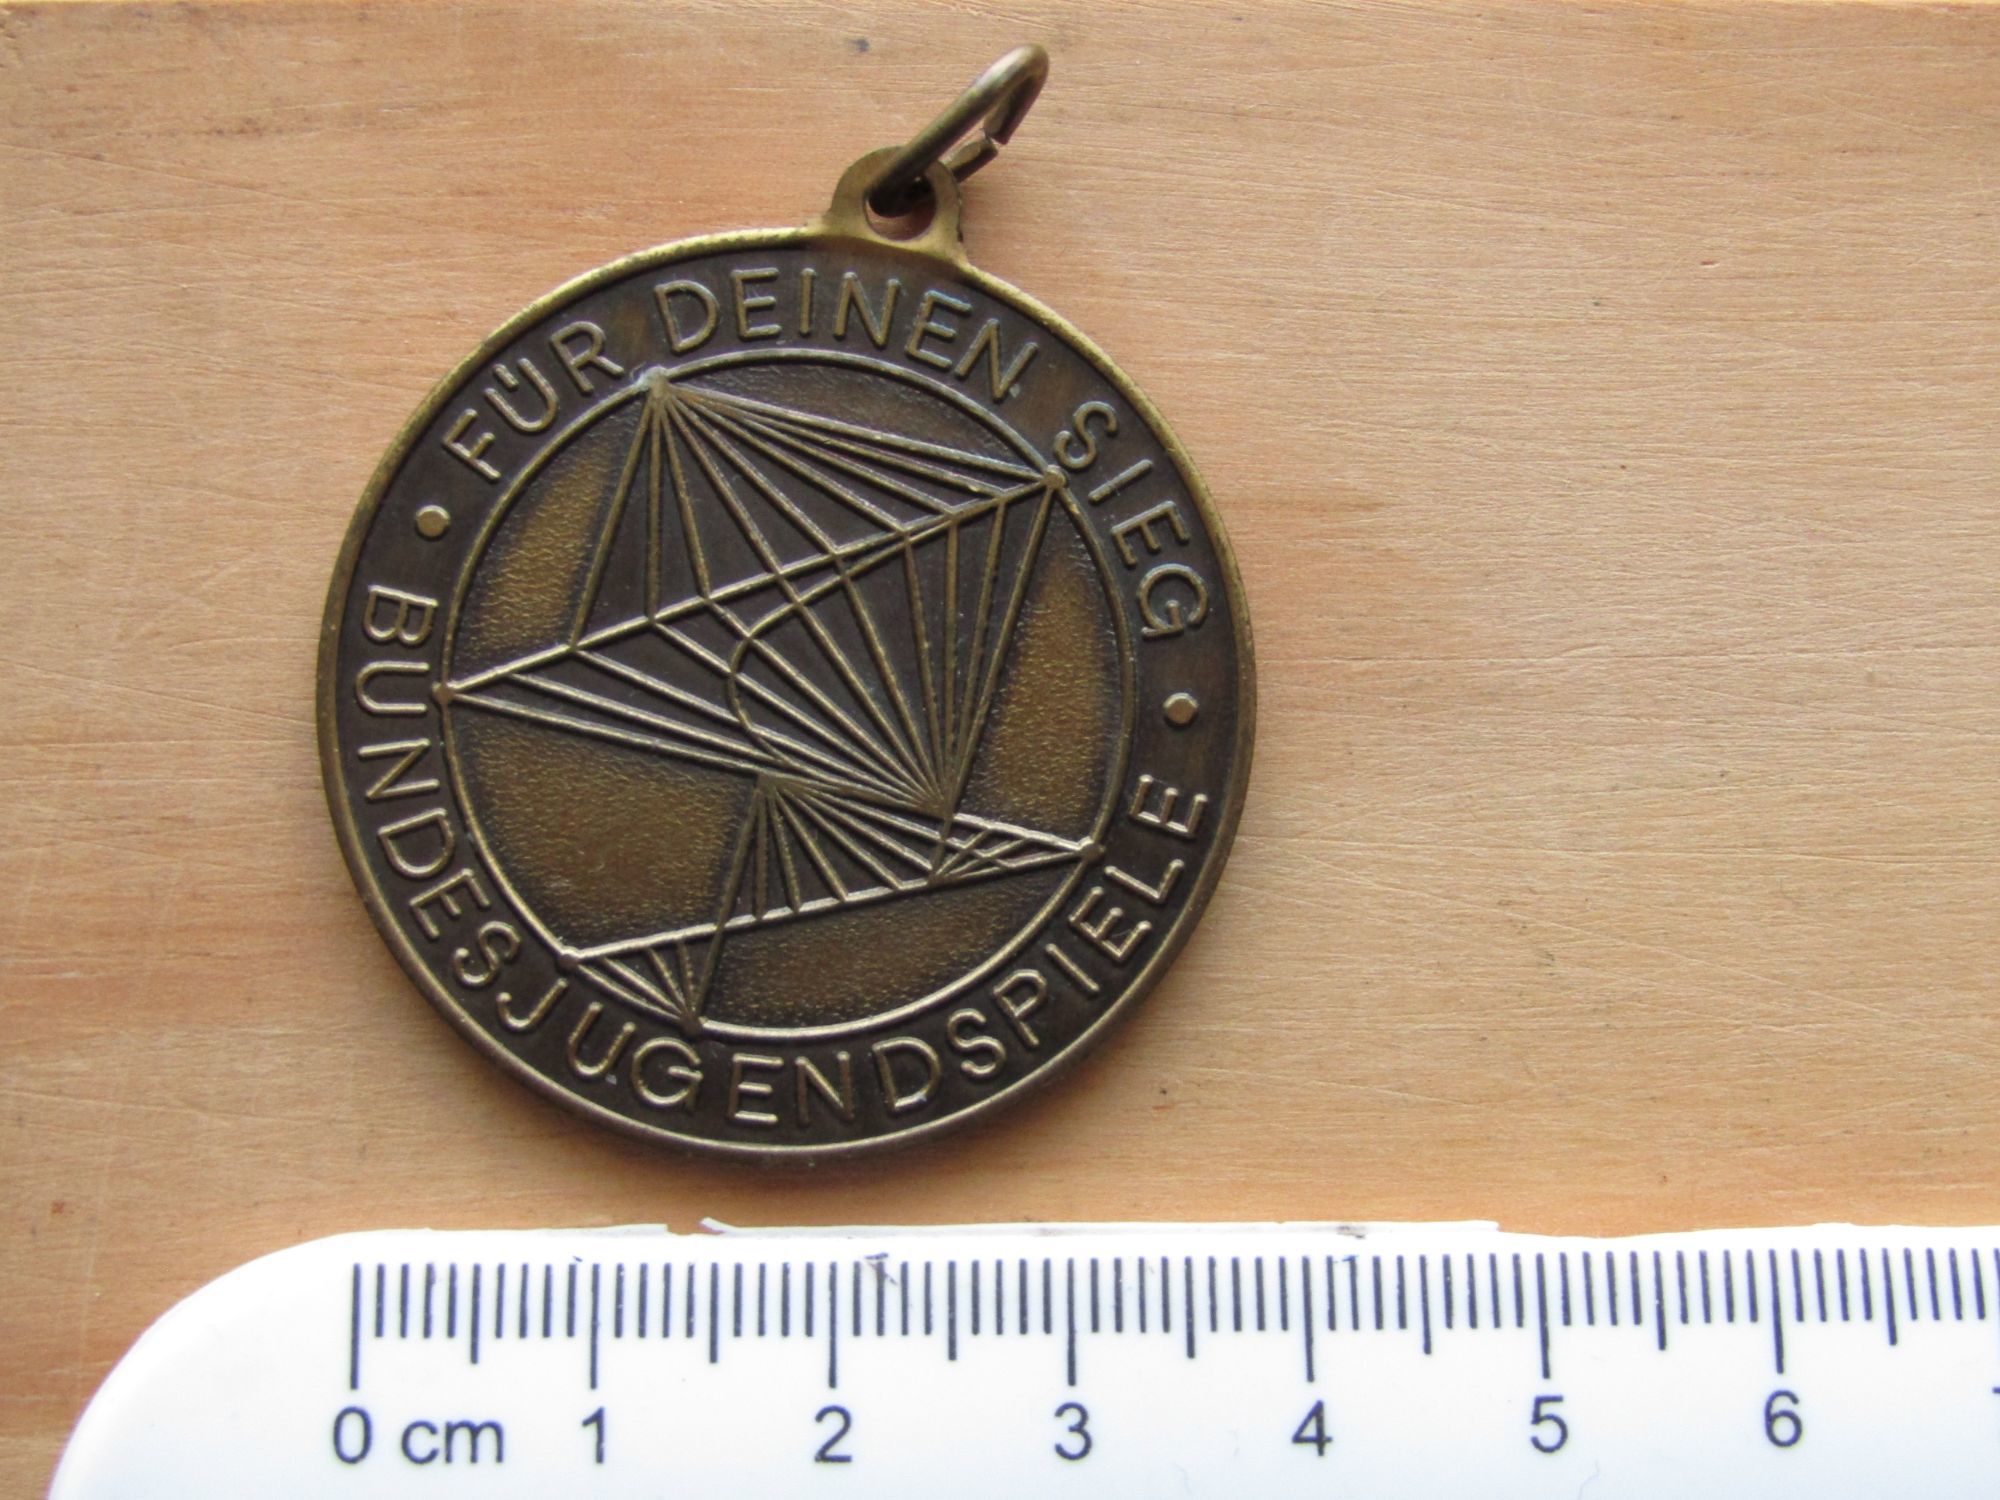 • FÜR DEINEN SIEG •
BUNDESJUGENDSPIELE
0 cm 1 2 3 4 5 6